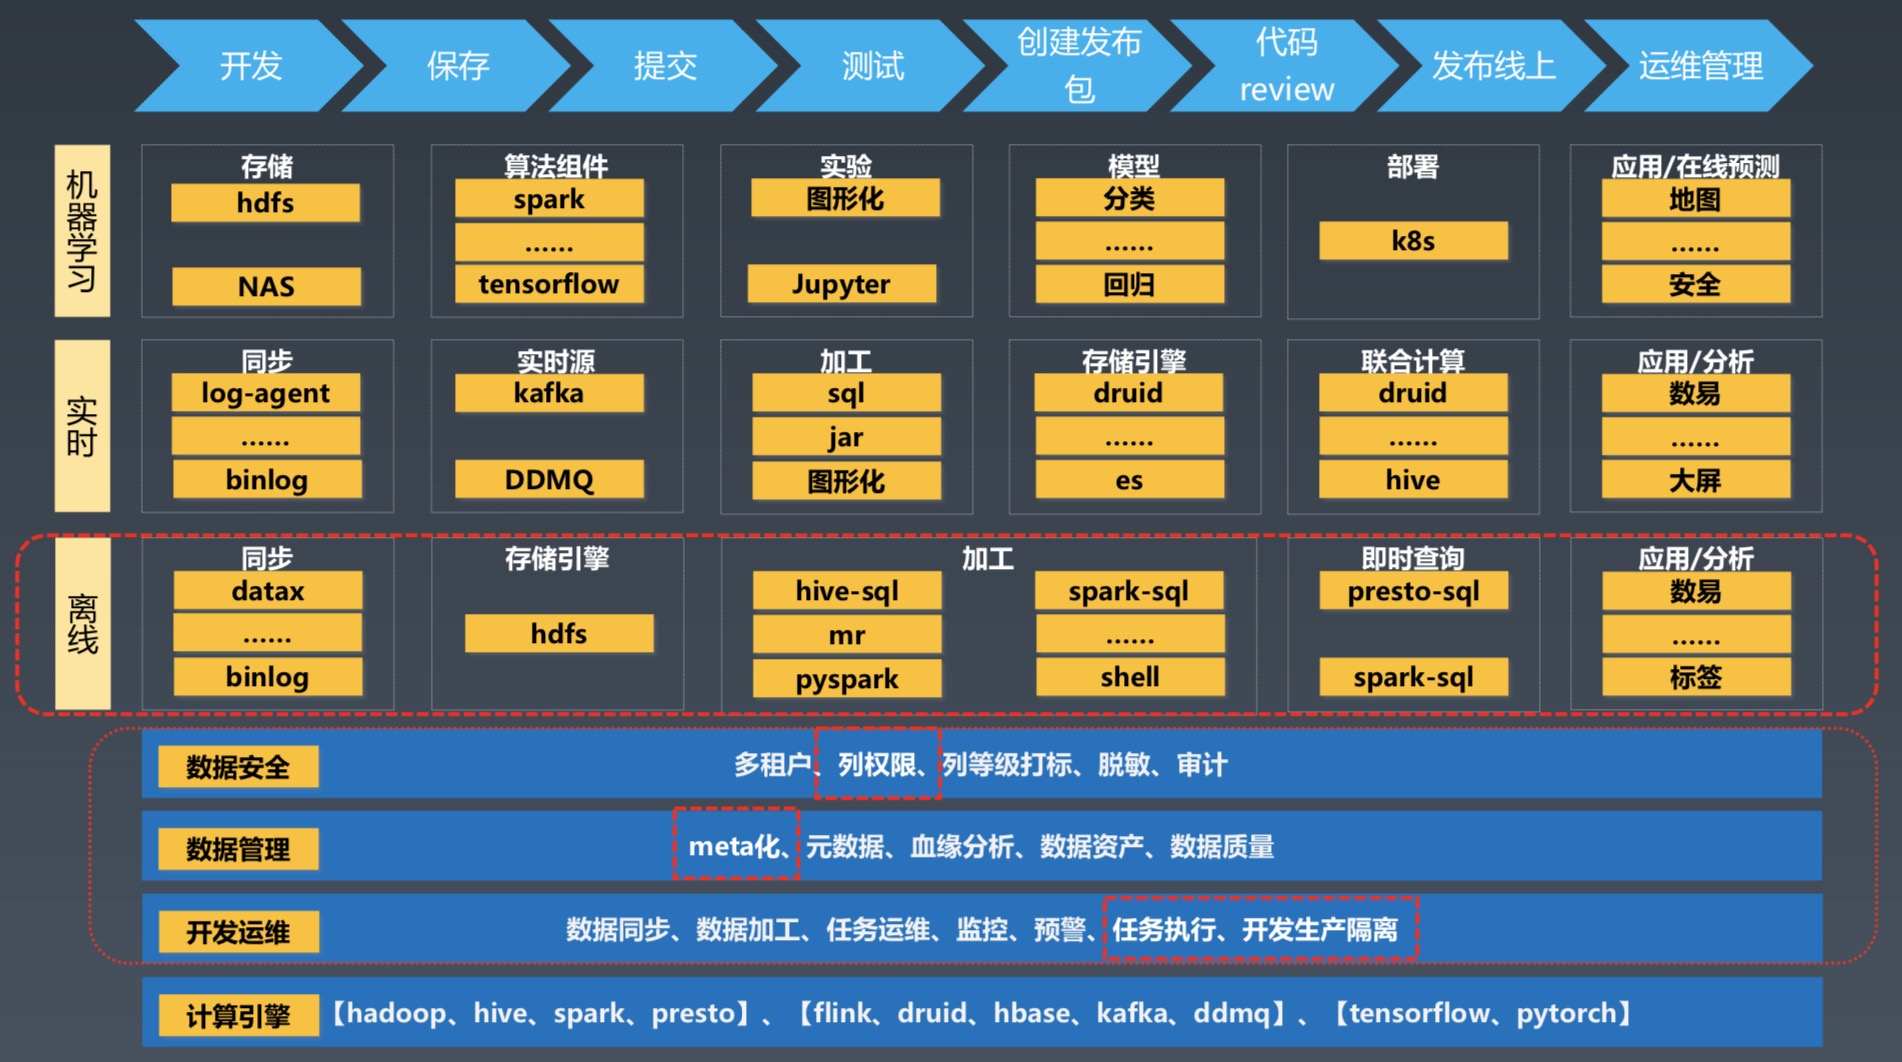 开发
保存
提交
测试
创建发布
包
代码
review
发布线上
运维管理
机器学习
存储
hdfs
NAS
算法组件
spark
......
tensorflow
实验
图形化
Jupyter
模型
分类
......
回归
部署
k8s
应用/在线预测
地图
......
安全
实时
同步
log-agent
......
binlog
实时源
kafka
DDMQ
加工
sql
jar
图形化
存储引擎
druid
......
es
联合计算
druid
......
hive
应用/分析
数易
......
大屏
离线
同步
datax
......
binlog
存储引擎
hdfs
加工
hive-sql
mr
pyspark
spark-sql
......
shell
即时查询
presto-sql
spark-sql
应用/分析
数易
......
标签
数据安全
多租户、列权限、列等级打标、脱敏、审计
数据管理
meta化、元数据、血缘分析、数据资产、数据质量
开发运维
数据同步、数据加工、任务运维、监控、预警、任务执行、开发生产隔离
计算引擎
【hadoop、hive、spark、presto】、【flink、druid、hbase、kafka、ddmq】、【tensorflow、pytorch】